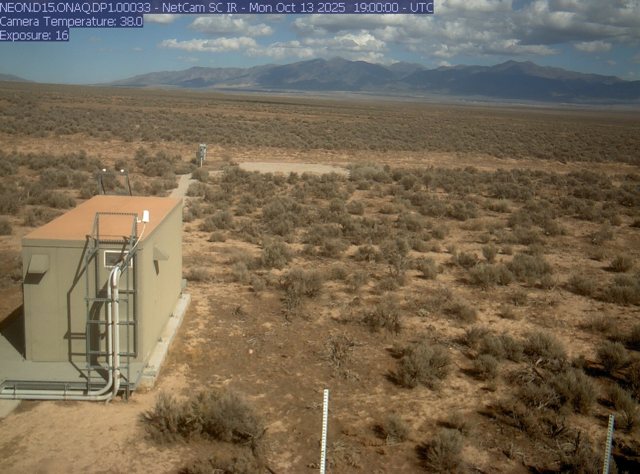 NEON.D15.ONAQ.DP1.00033 - NetCam SC IR - Mon Oct 13 2025 19:00:00 - UTC
Camera Temperature: 38.0
Exposure: 16